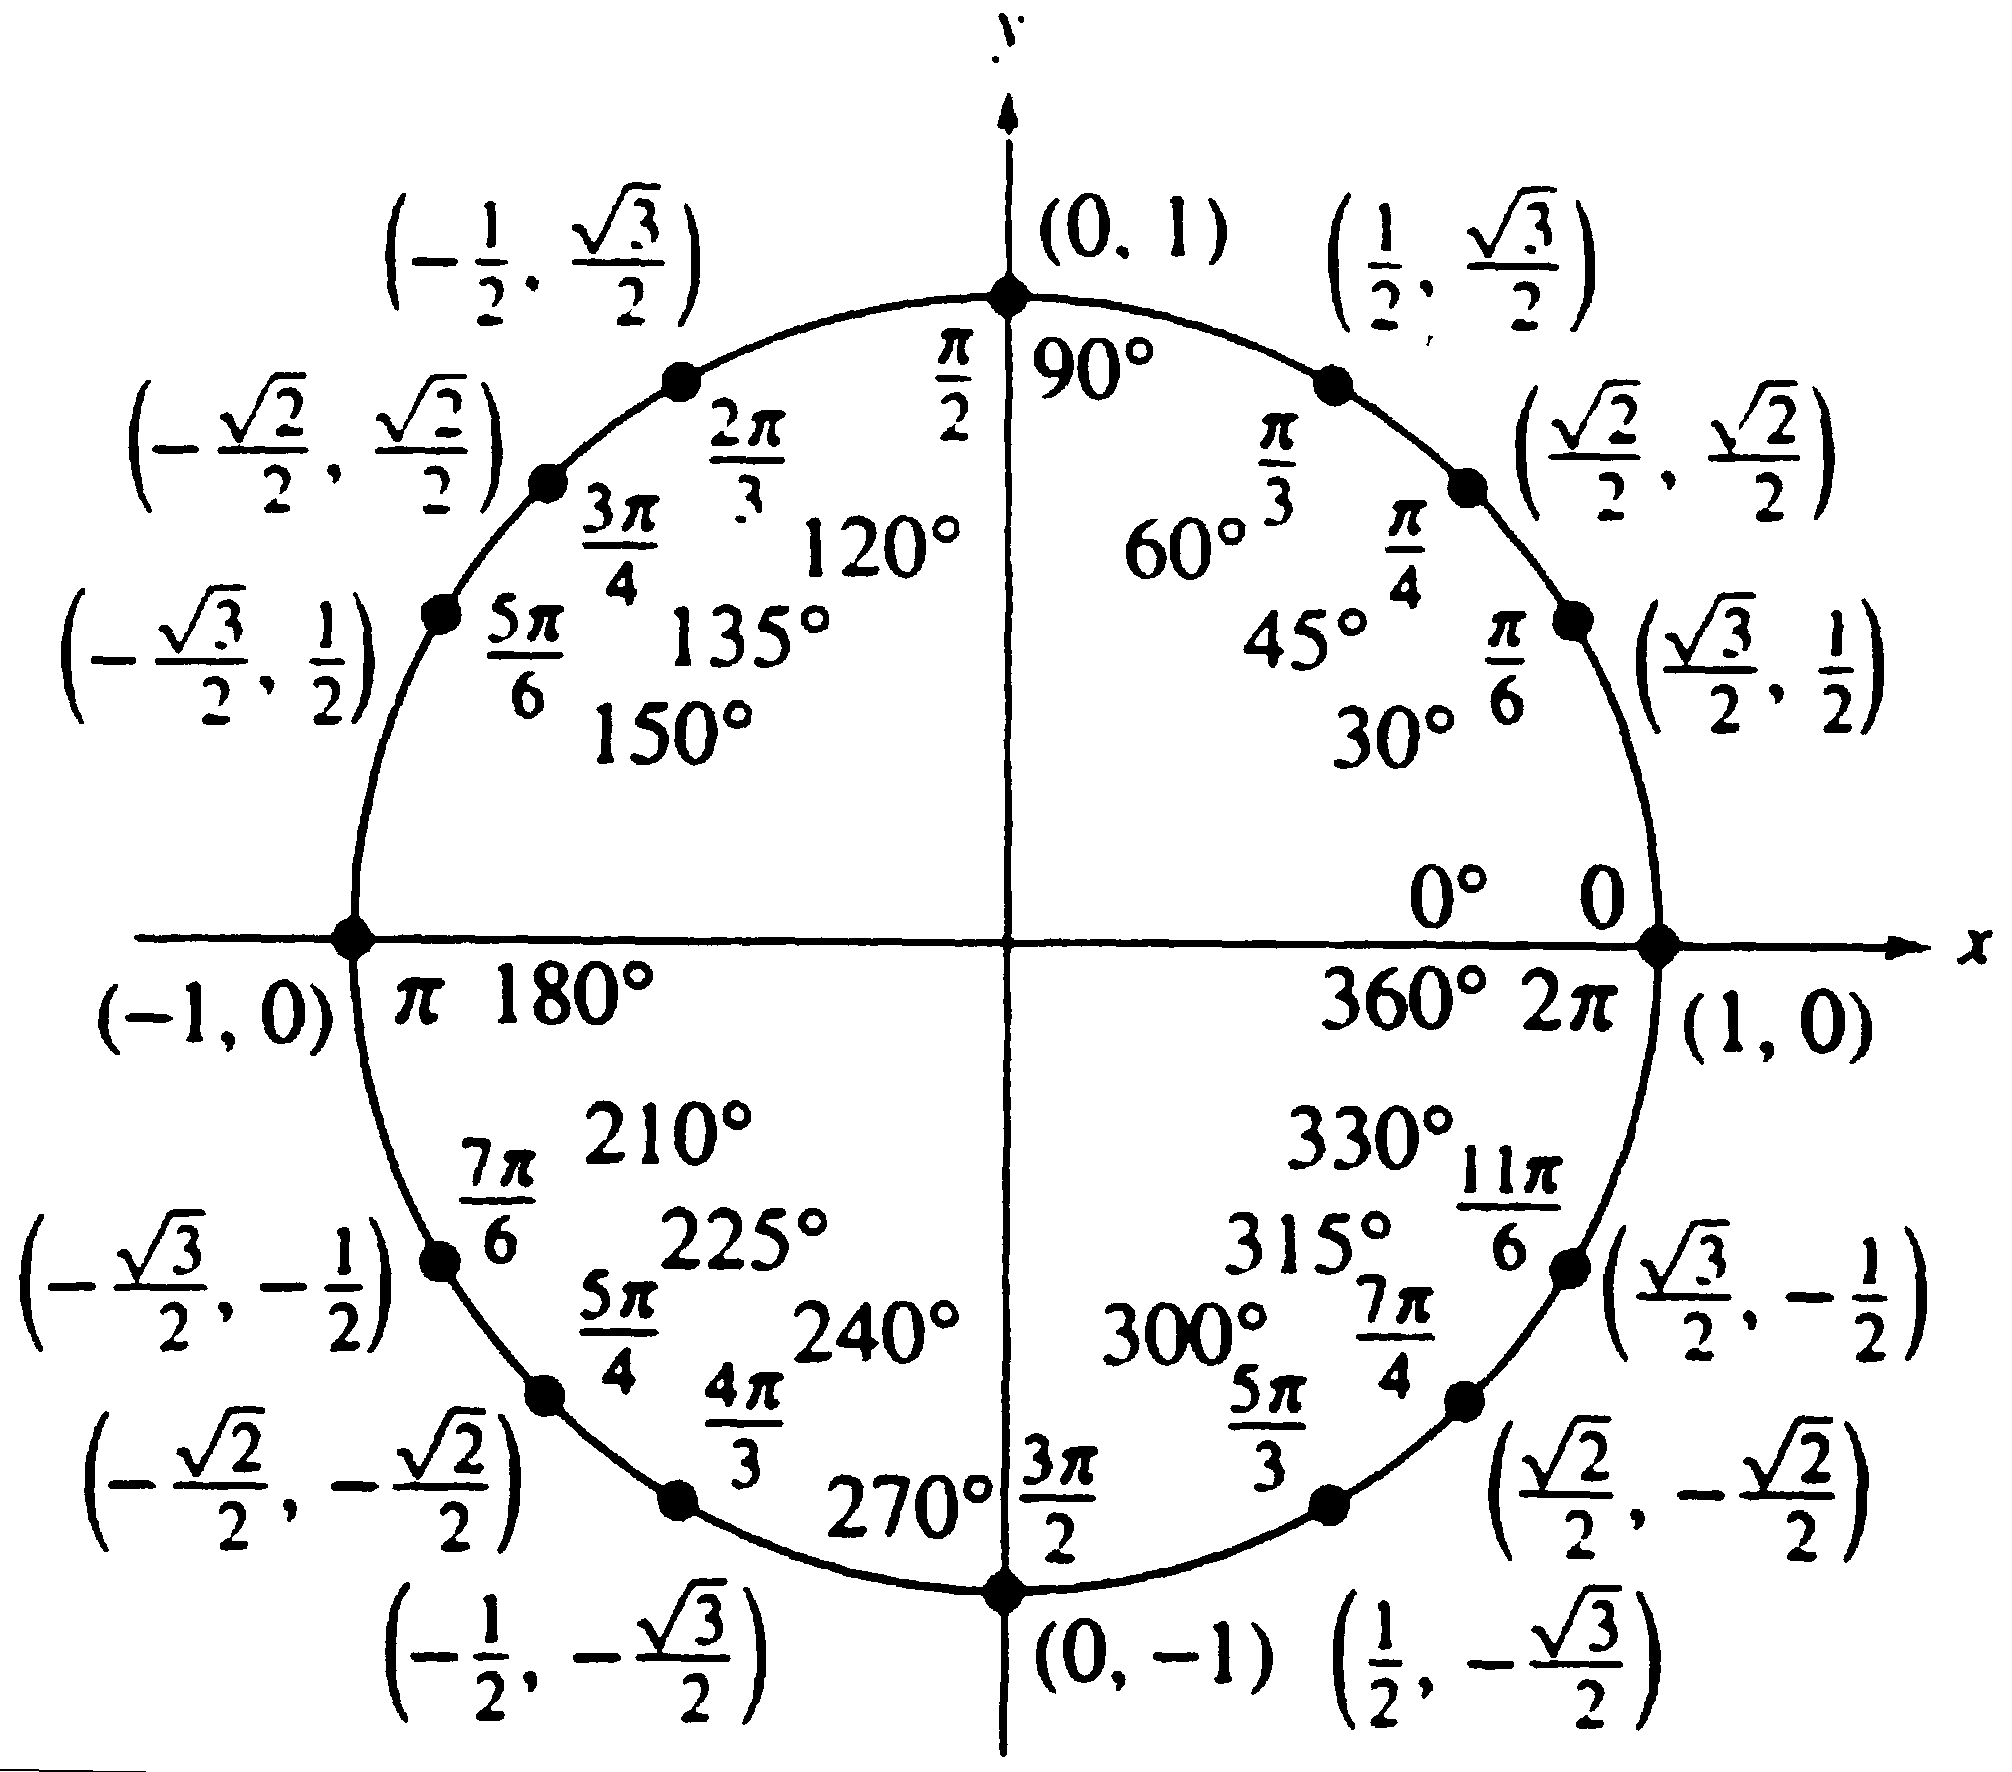 y
(0, 1)
(-1/2, √3/2)
(1/2, √3/2)
π/2 90°
(-√2/2, √2/2)
2π/3
π/3
(√2/2, √2/2)
3π/4
120°
60°
π/4
(-√3/2, 1/2)
5π/6
135°
45°
π/6
(√3/2, 1/2)
150°
30°
0° 0
x
(-1, 0)
π 180°
360° 2π
(1, 0)
210°
330°
7π/6
11π/6
(-√3/2, -1/2)
225°
315°
(√3/2, -1/2)
5π/4
240°
300°
7π/4
4π/3
5π/3
(-√2/2, -√2/2)
270° 3π/2
(√2/2, -√2/2)
(-1/2, -√3/2)
(0, -1)
(1/2, -√3/2)